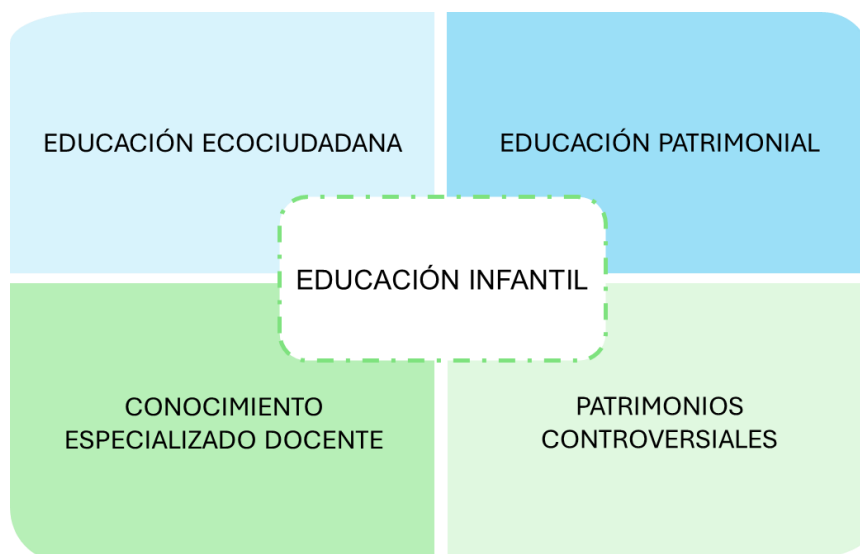 EDUCACIÓN ECOCIUDADANA
EDUCACIÓN PATRIMONIAL
EDUCACIÓN INFANTIL
CONOCIMIENTO
ESPECIALIZADO DOCENTE
PATRIMONIOS
CONTROVERSIALES